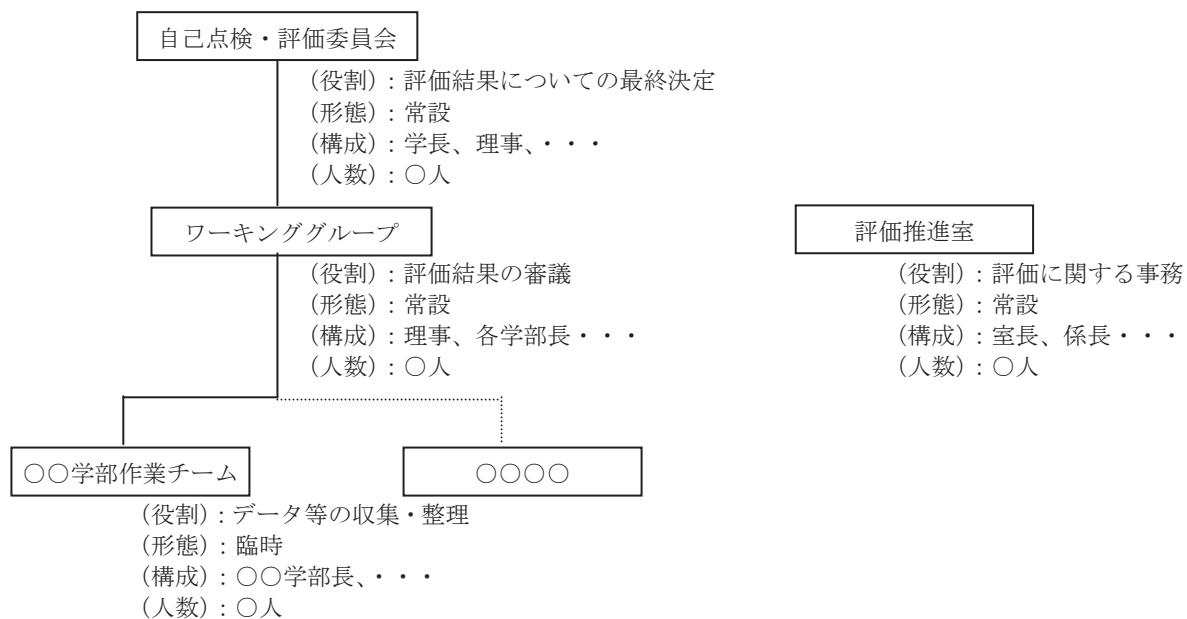 自己点検・評価委員会
（役割）：評価結果についての最終決定
（形態）：常設
（構成）：学長、理事、・・・
（人数）：○人
ワーキンググループ
（役割）：評価結果の審議
（形態）：常設
（構成）：理事、各学部長・・・
（人数）：○人
評価推進室
（役割）：評価に関する事務
（形態）：常設
（構成）：室長、係長・・・
（人数）：○人
○○学部作業チーム
（役割）：データ等の収集・整理
（形態）：臨時
（構成）：○○学部長、・・・
（人数）：○人
○○○○